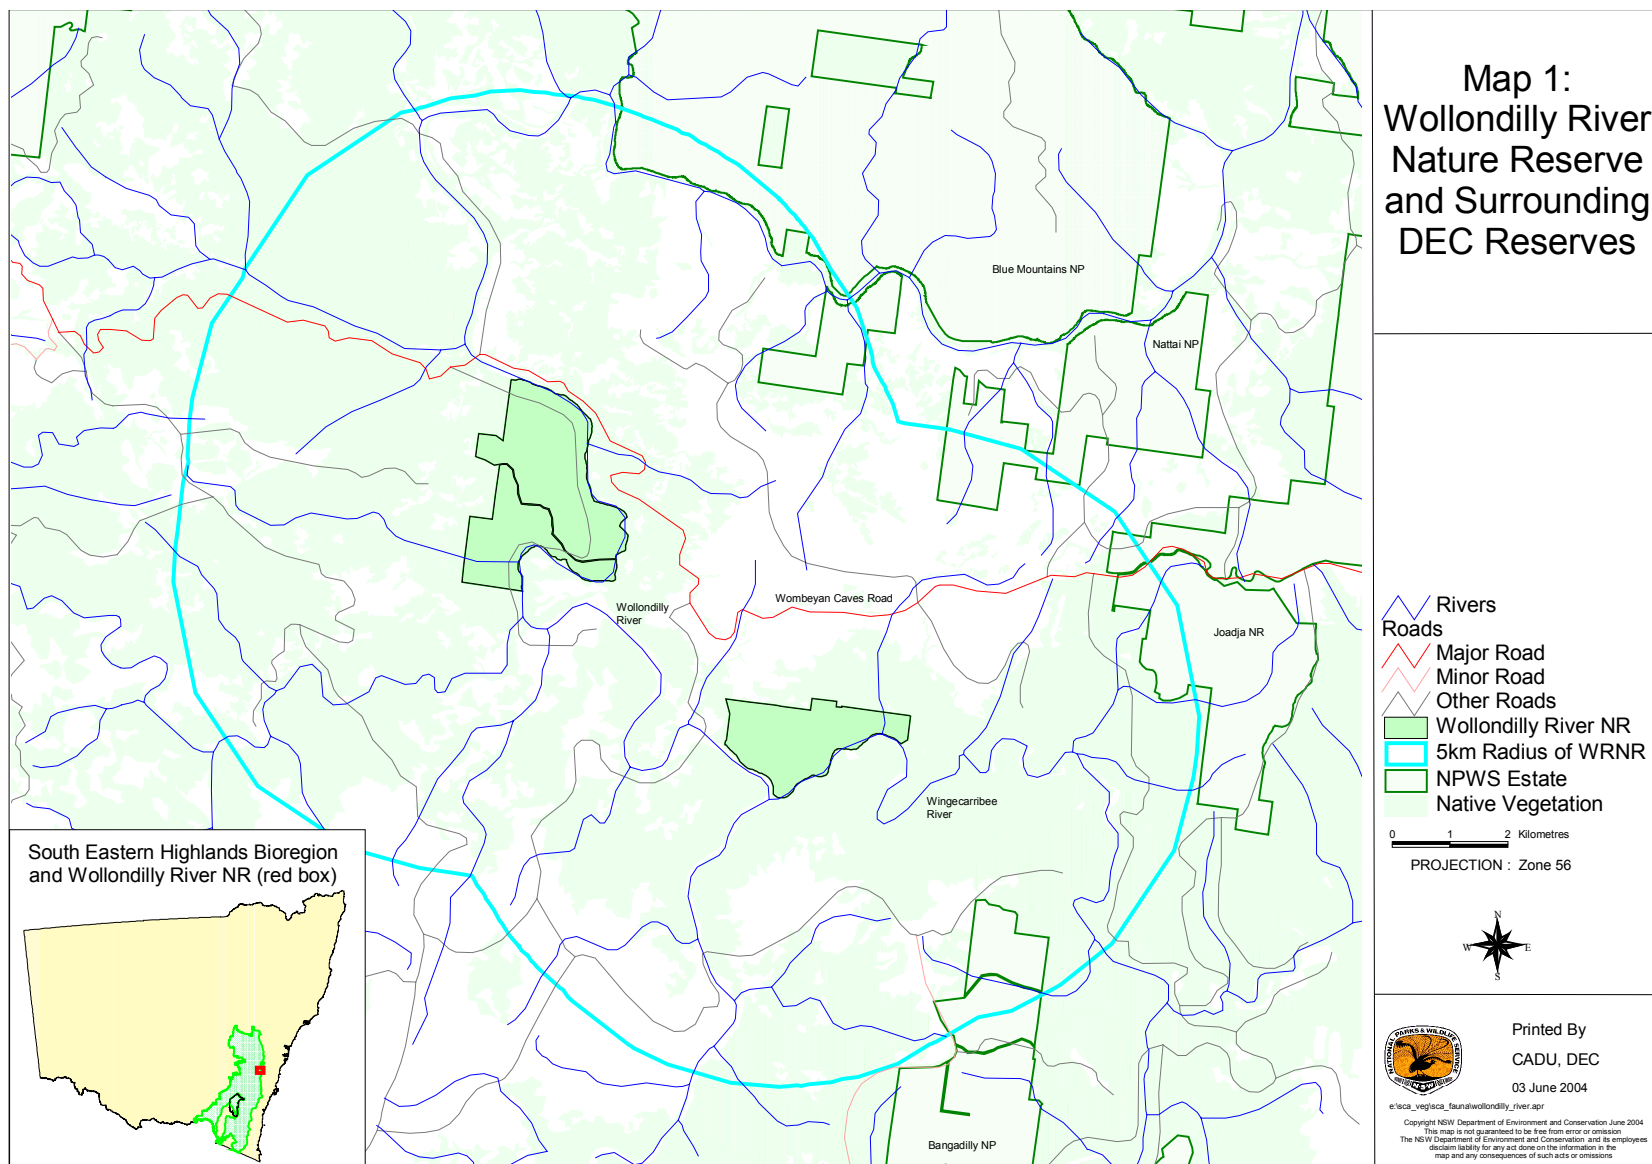 Map 1:
Wollondilly River
Nature Reserve
and Surrounding
DEC Reserves
Blue Mountains NP
Nattai NP
Wollondilly
River
Wombeyan Caves Road
Joadja NR
Wingecarribee
River
Bangadilly NP
Rivers
Roads
Major Road
Minor Road
Other Roads
Wollondilly River NR
5km Radius of WRNR
NPWS Estate
Native Vegetation
0 1 2 Kilometres
PROJECTION : Zone 56
N
W E
S
South Eastern Highlands Bioregion
and Wollondilly River NR (red box)
NATIONAL PARKS & WILDLIFE SERVICE
Printed By
CADU, DEC
03 June 2004
e:\sca_veg\sca_fauna\wollondilly_river.apr
Copyright NSW Department of Environment and Conservation June 2004
This map is not guaranteed to be free from error or omission
The NSW Department of Environment and Conservation and its employees
disclaim liability for any act done on the information in the
map and any consequences of such acts or omissions